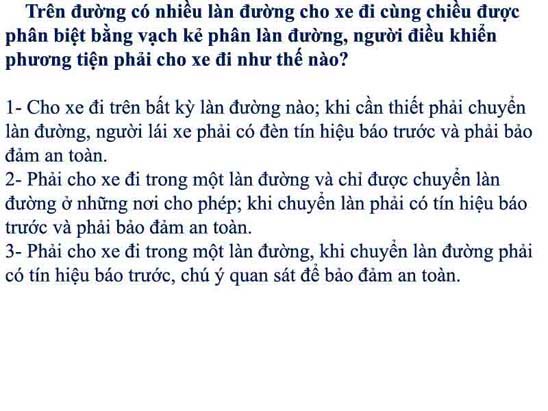 Trên đường có nhiều làn đường cho xe đi cùng chiều được
phân biệt bằng vạch kẻ phân làn đường, người điều khiển
phương tiện phải cho xe đi như thế nào?
1- Cho xe đi trên bất kỳ làn đường nào; khi cần thiết phải chuyển
làn đường, người lái xe phải có đèn tín hiệu báo trước và phải bảo
đảm an toàn.
2- Phải cho xe đi trong một làn đường và chỉ được chuyển làn
đường ở những nơi cho phép; khi chuyển làn phải có tín hiệu báo
trước và phải bảo đảm an toàn.
3- Phải cho xe đi trong một làn đường, khi chuyển làn đường phải
có tín hiệu báo trước, chú ý quan sát để bảo đảm an toàn.